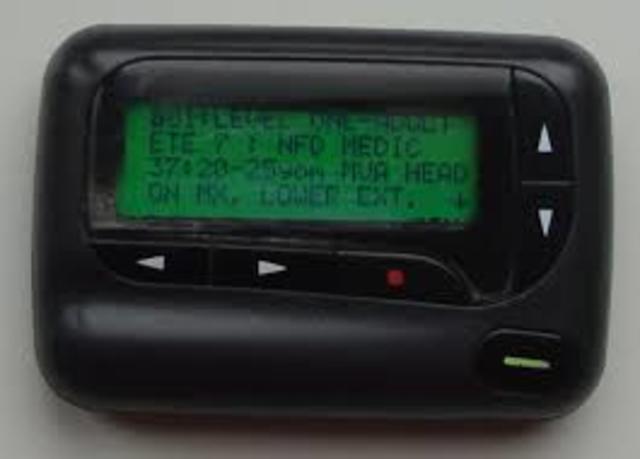 LEVEL ONE-ADULT
ETE 7 : NFD MEDIC
37:20-25yom MVA HEAD
ON MX. LOWER EXT.